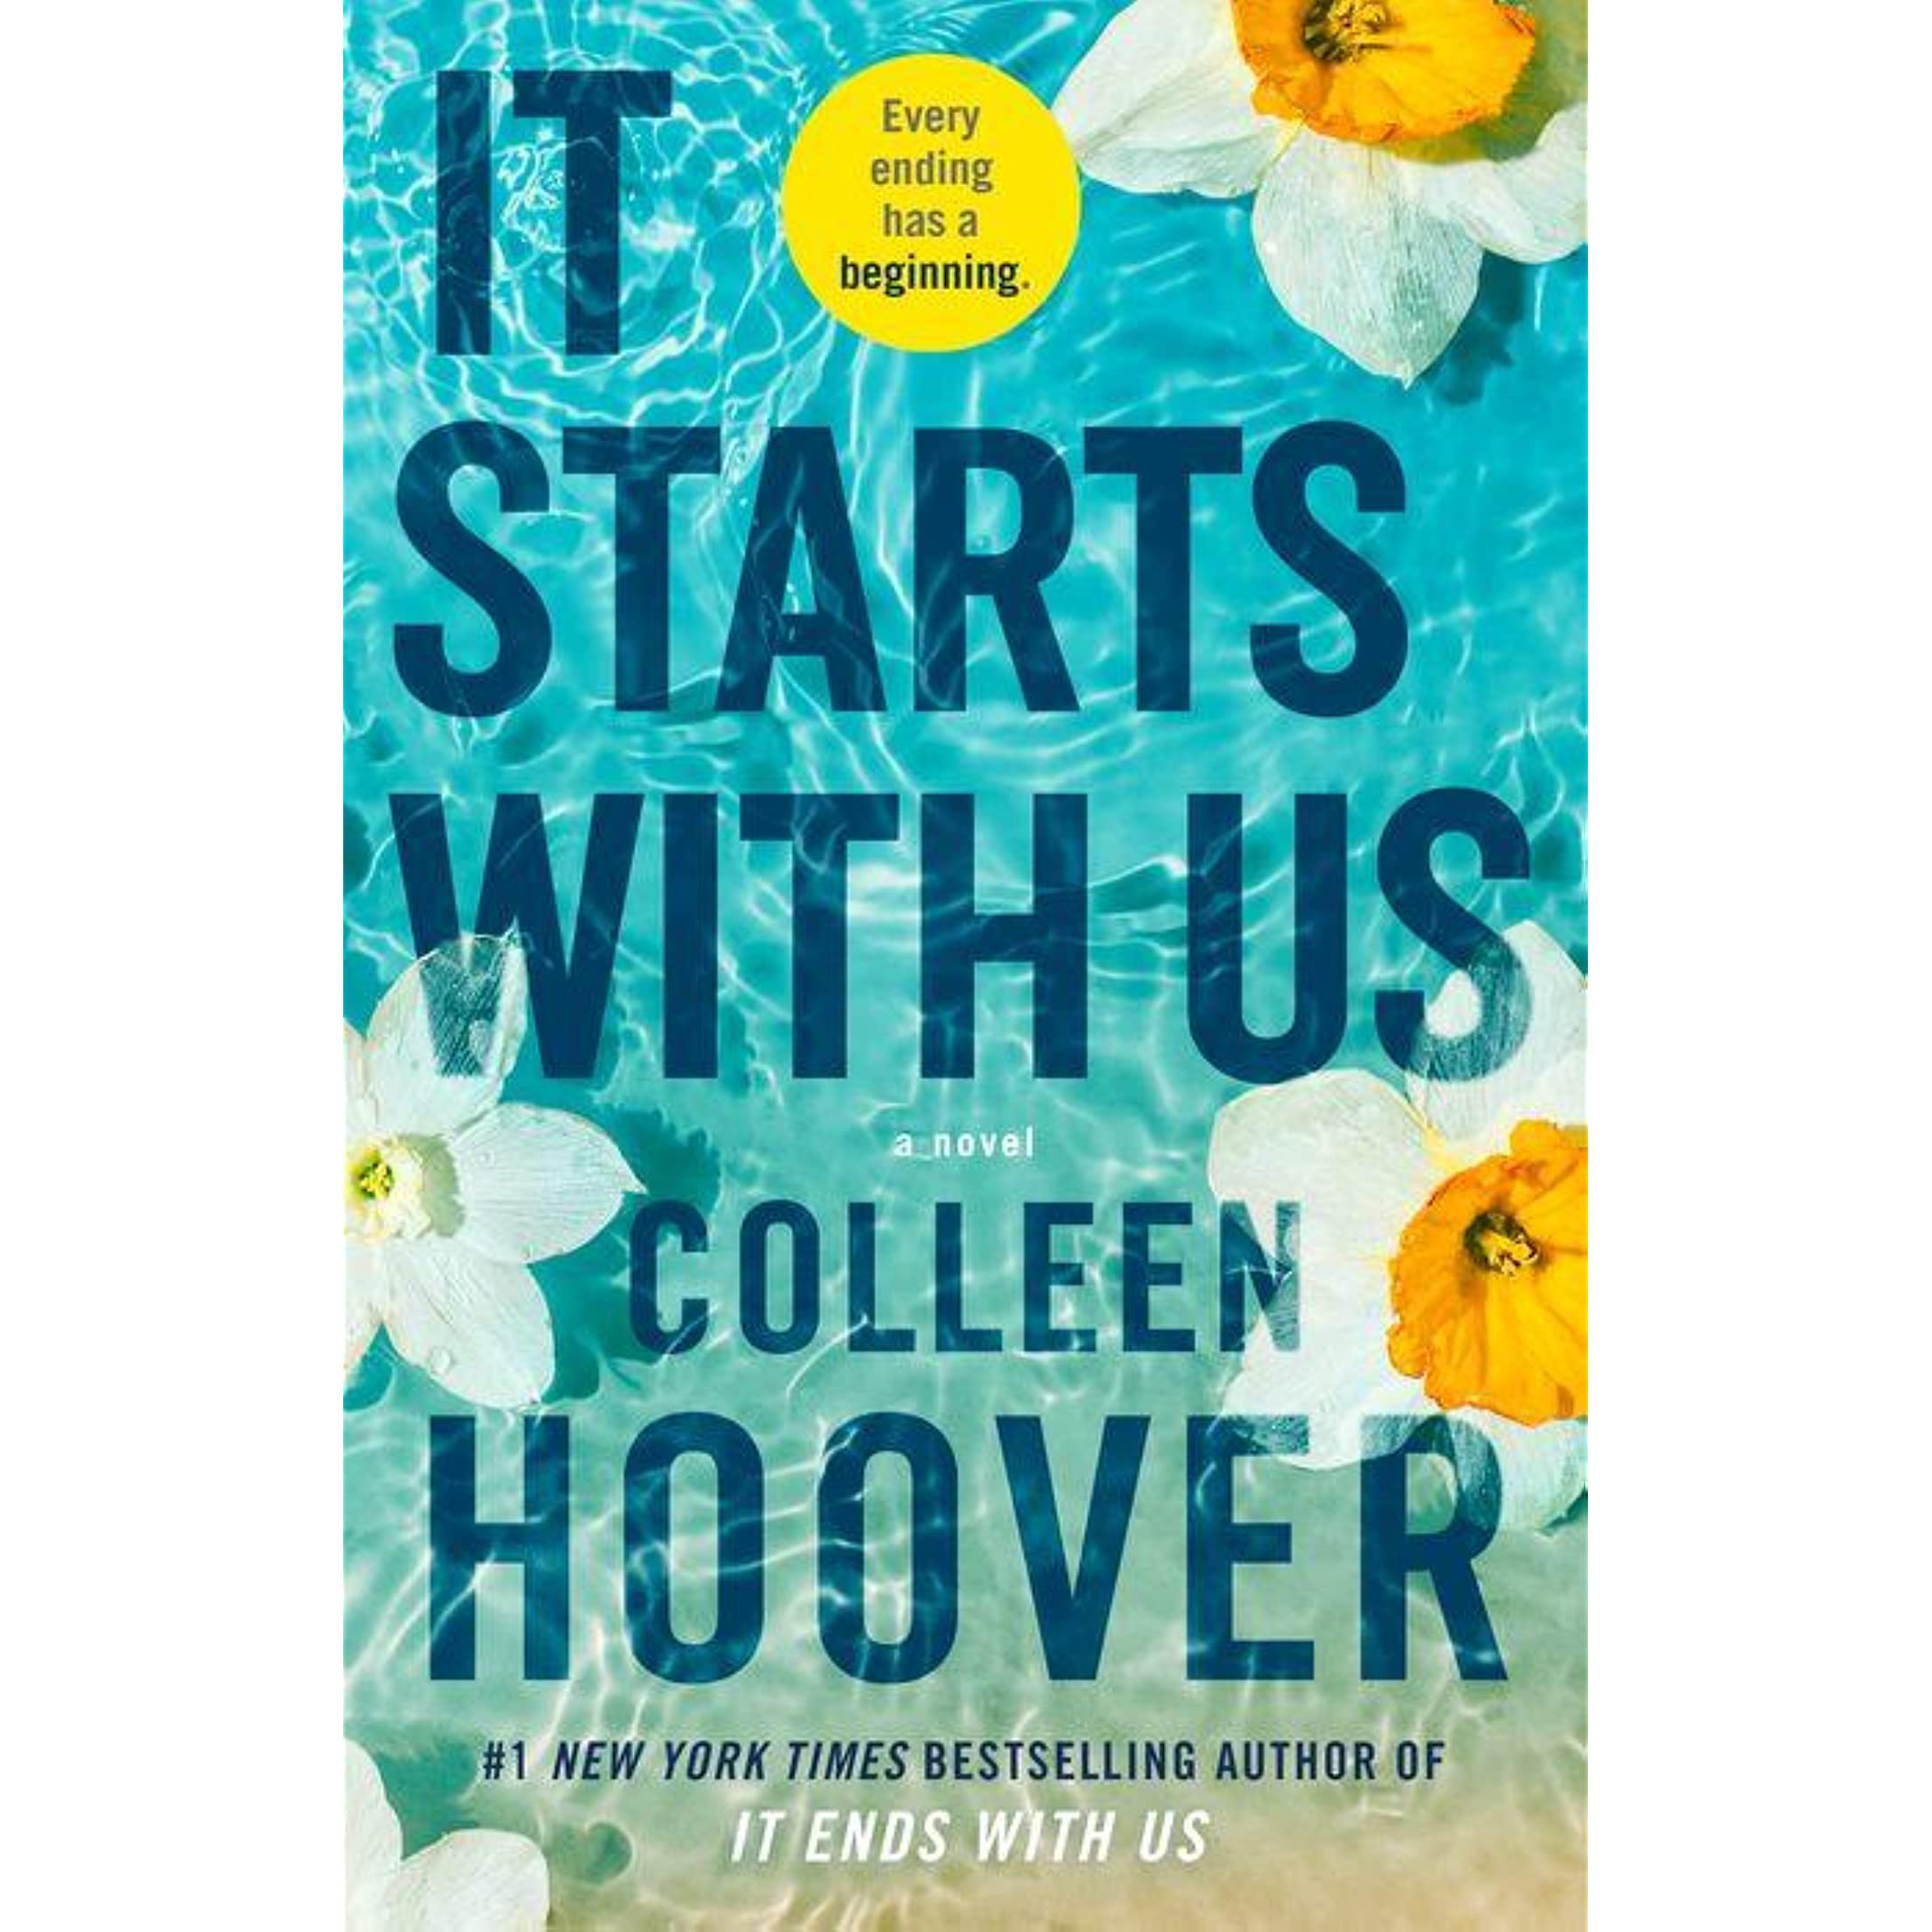 IT
Every
ending
has a
beginning.
STARTS
WITH US
a novel
COLLEEN
HOOVER
#1 NEW YORK TIMES BESTSELLING AUTHOR OF
IT ENDS WITH US